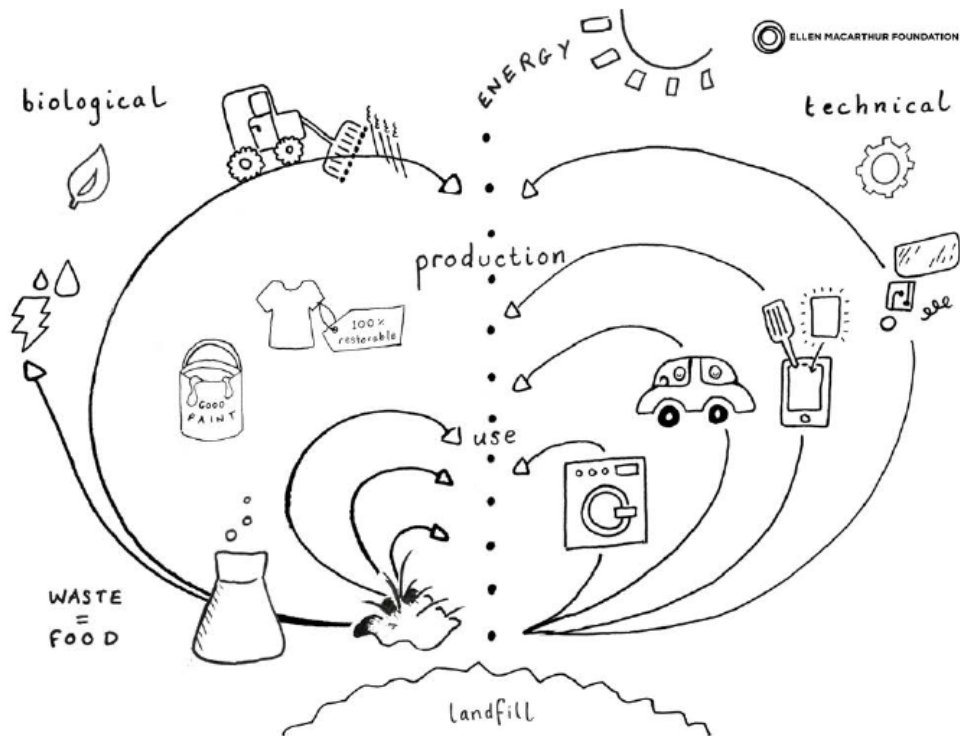 ENERGY
ELLEN MACARTHUR FOUNDATION
biological
technical
production
100%
restorable
GOOD
PAINT
use
WASTE
=
FOOD
landfill